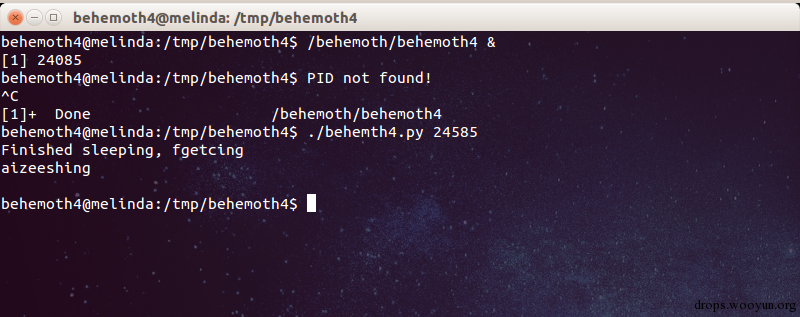 behemoth4@melinda: /tmp/behemoth4
behemoth4@melinda:/tmp/behemoth4$ /behemoth/behemoth4 &
[1] 24085
behemoth4@melinda:/tmp/behemoth4$ PID not found!
^C
[1]+  Done                    /behemoth/behemoth4
behemoth4@melinda:/tmp/behemoth4$ ./behemth4.py 24585
Finished sleeping, fgetcing
aizeeshing
behemoth4@melinda:/tmp/behemoth4$
drops.wooyun.org